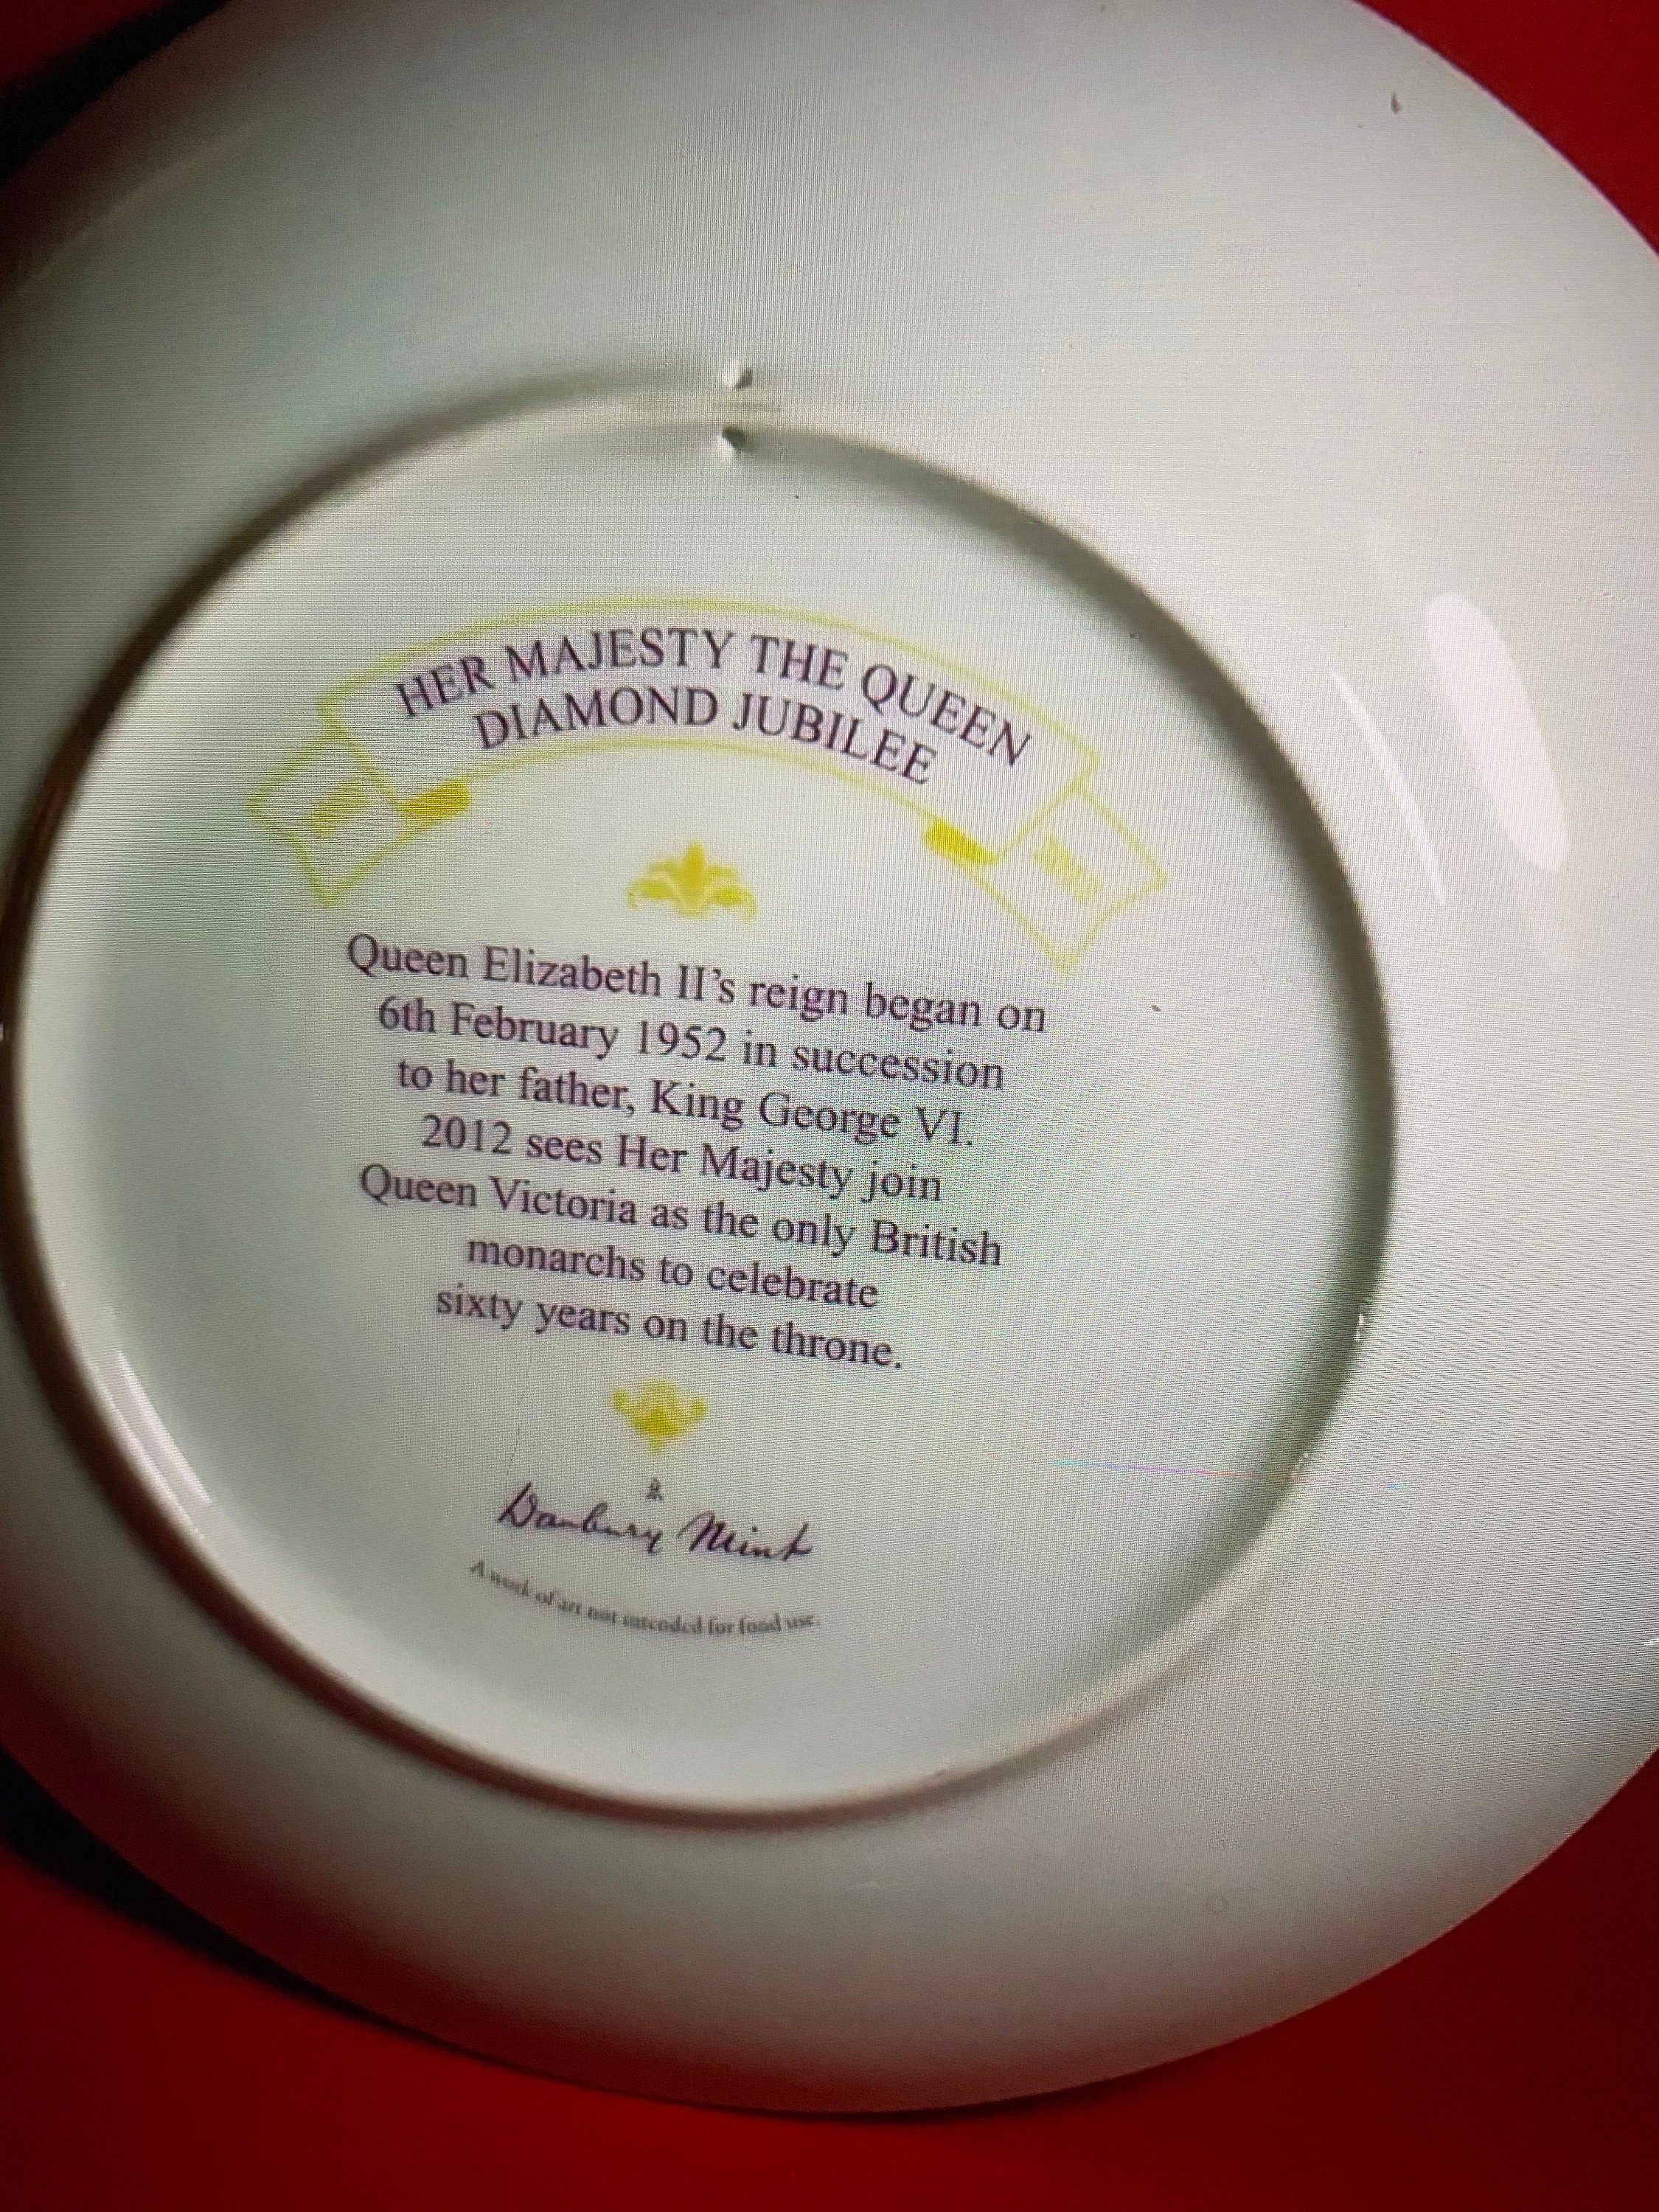 HER MAJESTY THE QUEEN
DIAMOND JUBILEE
Queen Elizabeth II's reign began on
6th February 1952 in succession
to her father, King George VI.
2012 sees Her Majesty join
Queen Victoria as the only British
monarchs to celebrate
sixty years on the throne.
Danbury Mint
A work of art not intended for food use.